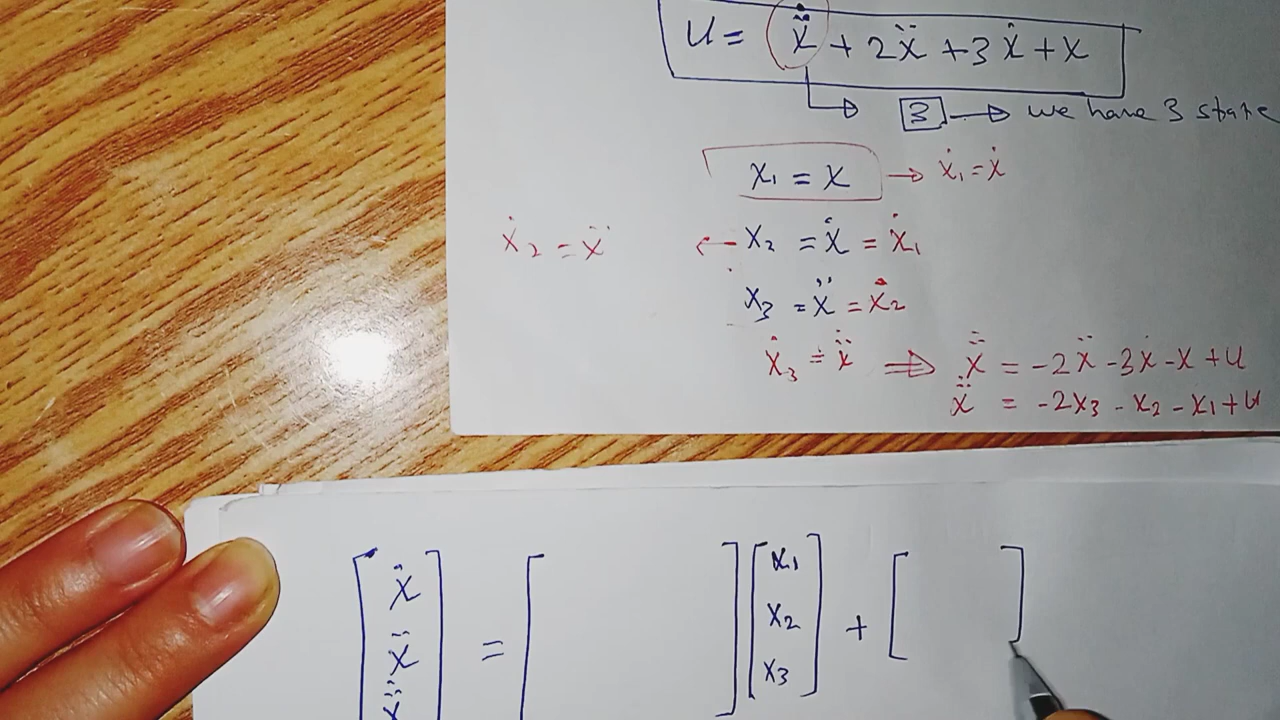 U = x⃛ + 2ẍ + 3ẋ + x
3 → we have 3 state
x₁ = x → ẋ₁ = ẋ
ẋ₂ = ẍ ← x₂ = ẋ = ẋ₁
x₃ = ẍ = ẋ₂
ẋ₃ = x⃛ ⇒ x⃛ = -2ẍ -3ẋ -x + u
x⃛ = -2x₃ - x₂ - x₁ + u
[ẋ ẍ x⃛] = [ ] [x₁ x₂ x₃] + [ ]